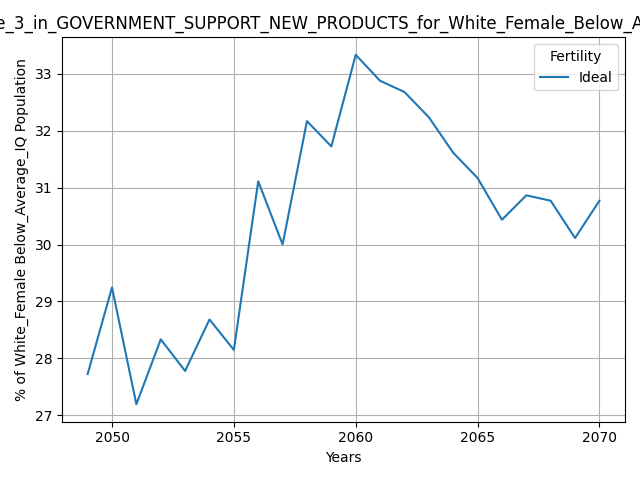 e_3_in_GOVERNMENT_SUPPORT_NEW_PRODUCTS_for_White_Female_Below_A
Fertility
Ideal
% of White_Female Below_Average_IQ Population
33
32
31
30
29
28
27
2050 2055 2060 2065 2070
Years